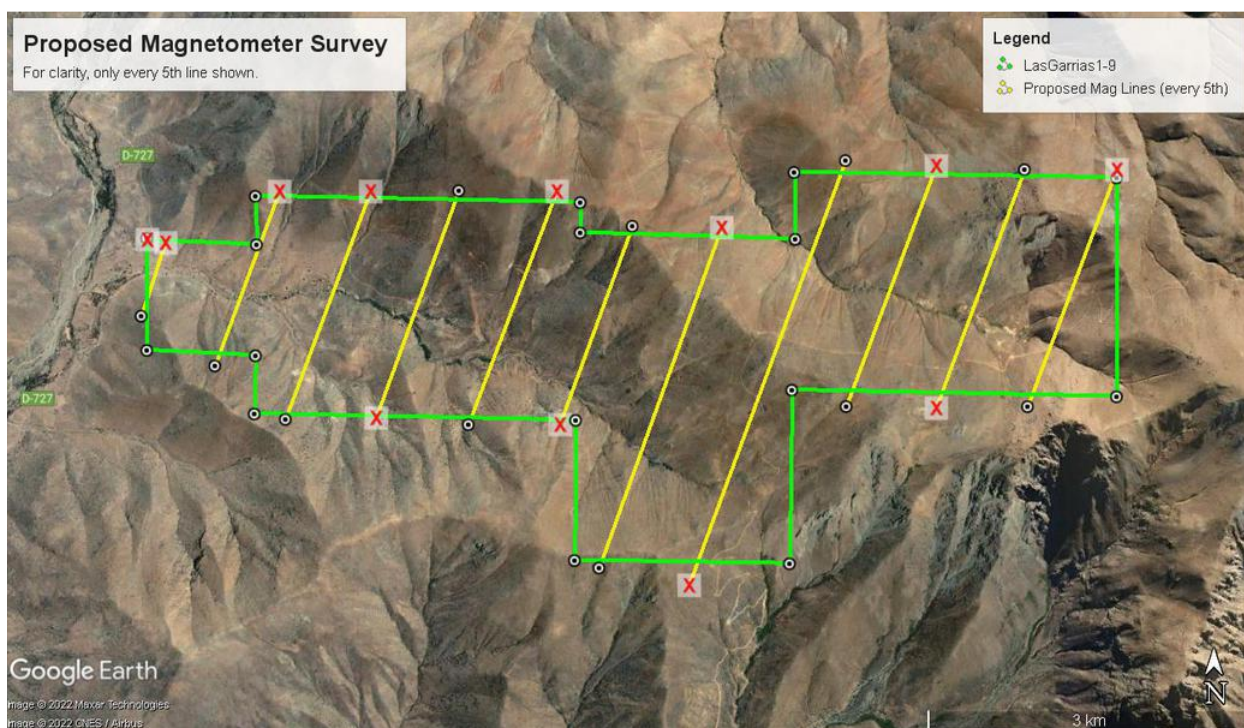 Proposed Magnetometer Survey
For clarity, only every 5th line shown.
Legend
LasGarrias1-9
Proposed Mag Lines (every 5th)
D-727
X
X
X
X
X
X
X
X
X
D-727
X
X
X
X
Google Earth
Image © 2022 Maxar Technologies
Image © 2022 CNES / Airbus
3 km
N